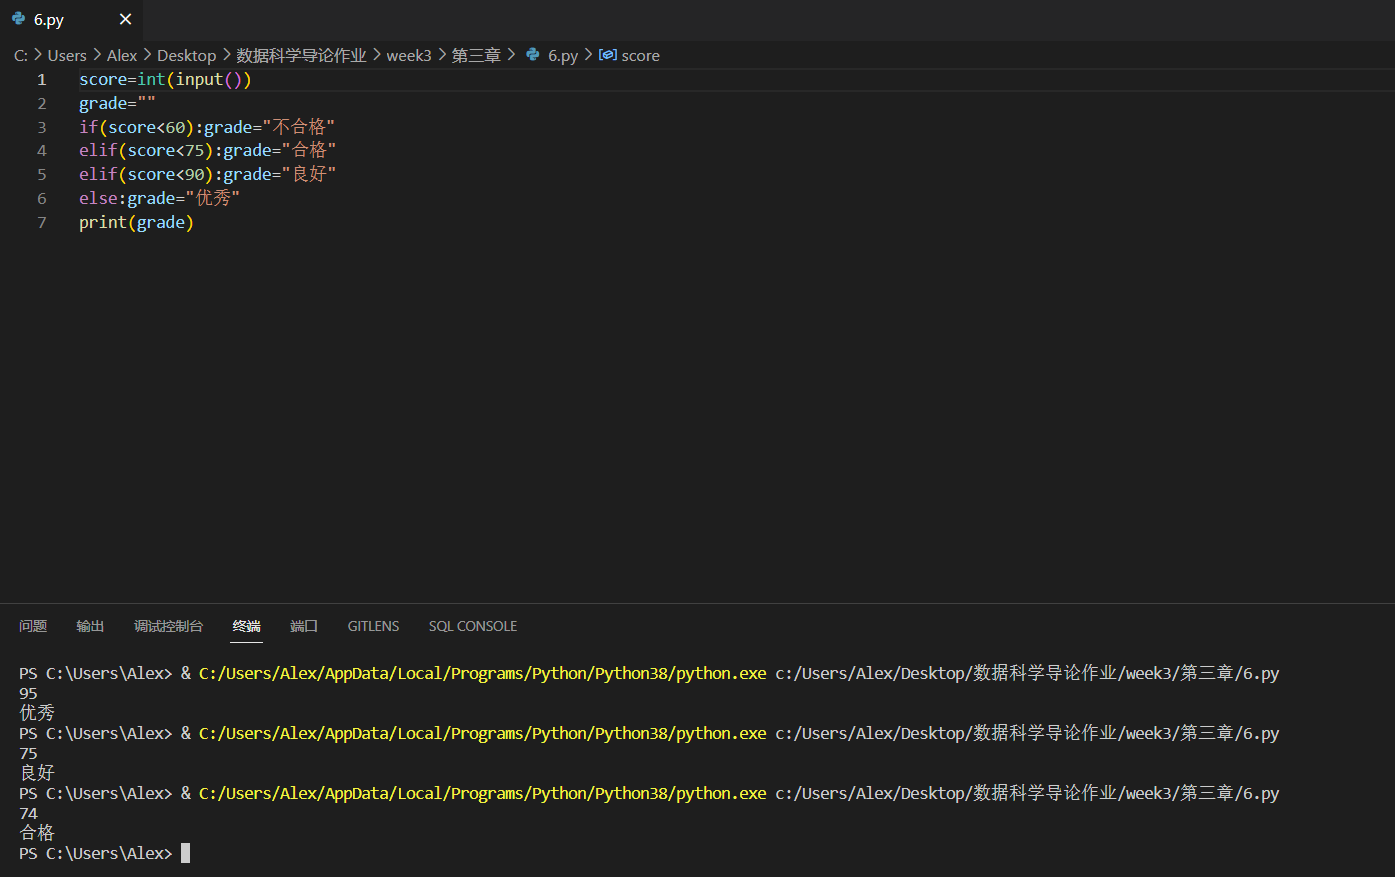 6.py
C: > Users > Alex > Desktop > 数据科学导论作业 > week3 > 第三章 > 6.py > score
1 score=int(input())
2 grade=""
3 if(score<60):grade="不合格"
4 elif(score<75):grade="合格"
5 elif(score<90):grade="良好"
6 else:grade="优秀"
7 print(grade)
问题 输出 调试控制台 终端 端口 GITLENS SQL CONSOLE
PS C:\Users\Alex> & C:/Users/Alex/AppData/Local/Programs/Python/Python38/python.exe c:/Users/Alex/Desktop/数据科学导论作业/week3/第三章/6.py
95
优秀
PS C:\Users\Alex> & C:/Users/Alex/AppData/Local/Programs/Python/Python38/python.exe c:/Users/Alex/Desktop/数据科学导论作业/week3/第三章/6.py
75
良好
PS C:\Users\Alex> & C:/Users/Alex/AppData/Local/Programs/Python/Python38/python.exe c:/Users/Alex/Desktop/数据科学导论作业/week3/第三章/6.py
74
合格
PS C:\Users\Alex>